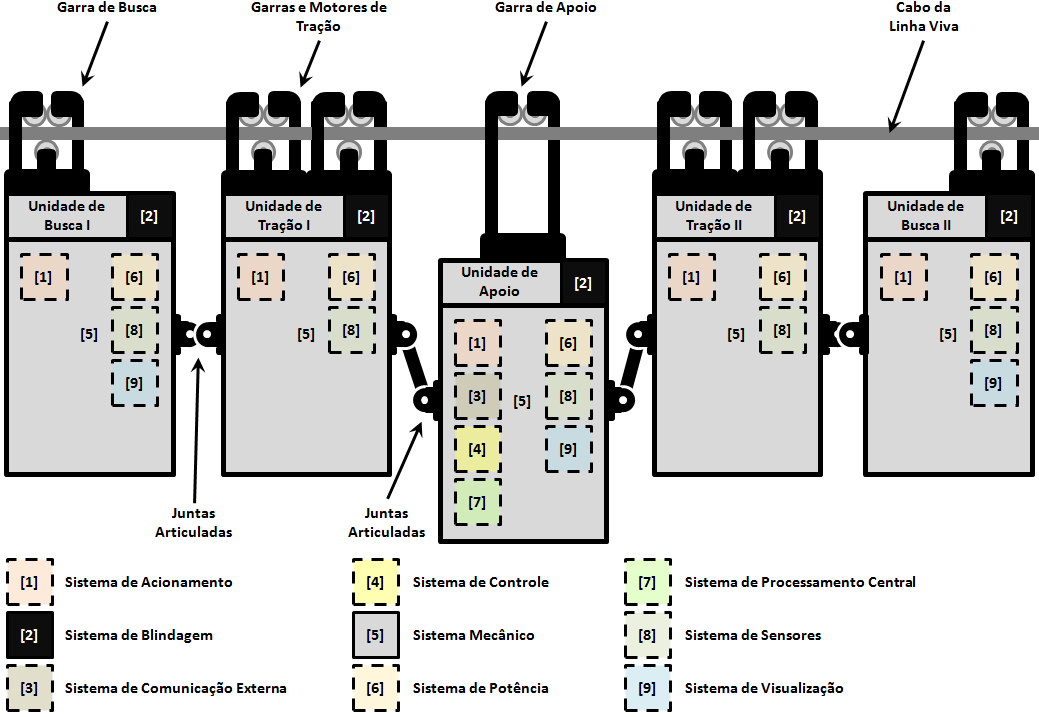 Garra de Busca
Garras e Motores de
Tração
Garra de Apoio
Cabo da
Linha Viva
Unidade de
Busca I
[2]
[1]
[6]
[5]
[8]
[9]
Unidade de
Tração I
[2]
[1]
[6]
[5]
[8]
Unidade de
Apoio
[2]
[1]
[6]
[3]
[5]
[8]
[4]
[9]
[7]
Unidade de
Tração II
[2]
[1]
[6]
[5]
[8]
Unidade de
Busca II
[2]
[1]
[6]
[5]
[8]
[9]
Juntas
Articuladas
Juntas
Articuladas
[1] Sistema de Acionamento
[2] Sistema de Blindagem
[3] Sistema de Comunicação Externa
[4] Sistema de Controle
[5] Sistema Mecânico
[6] Sistema de Potência
[7] Sistema de Processamento Central
[8] Sistema de Sensores
[9] Sistema de Visualização